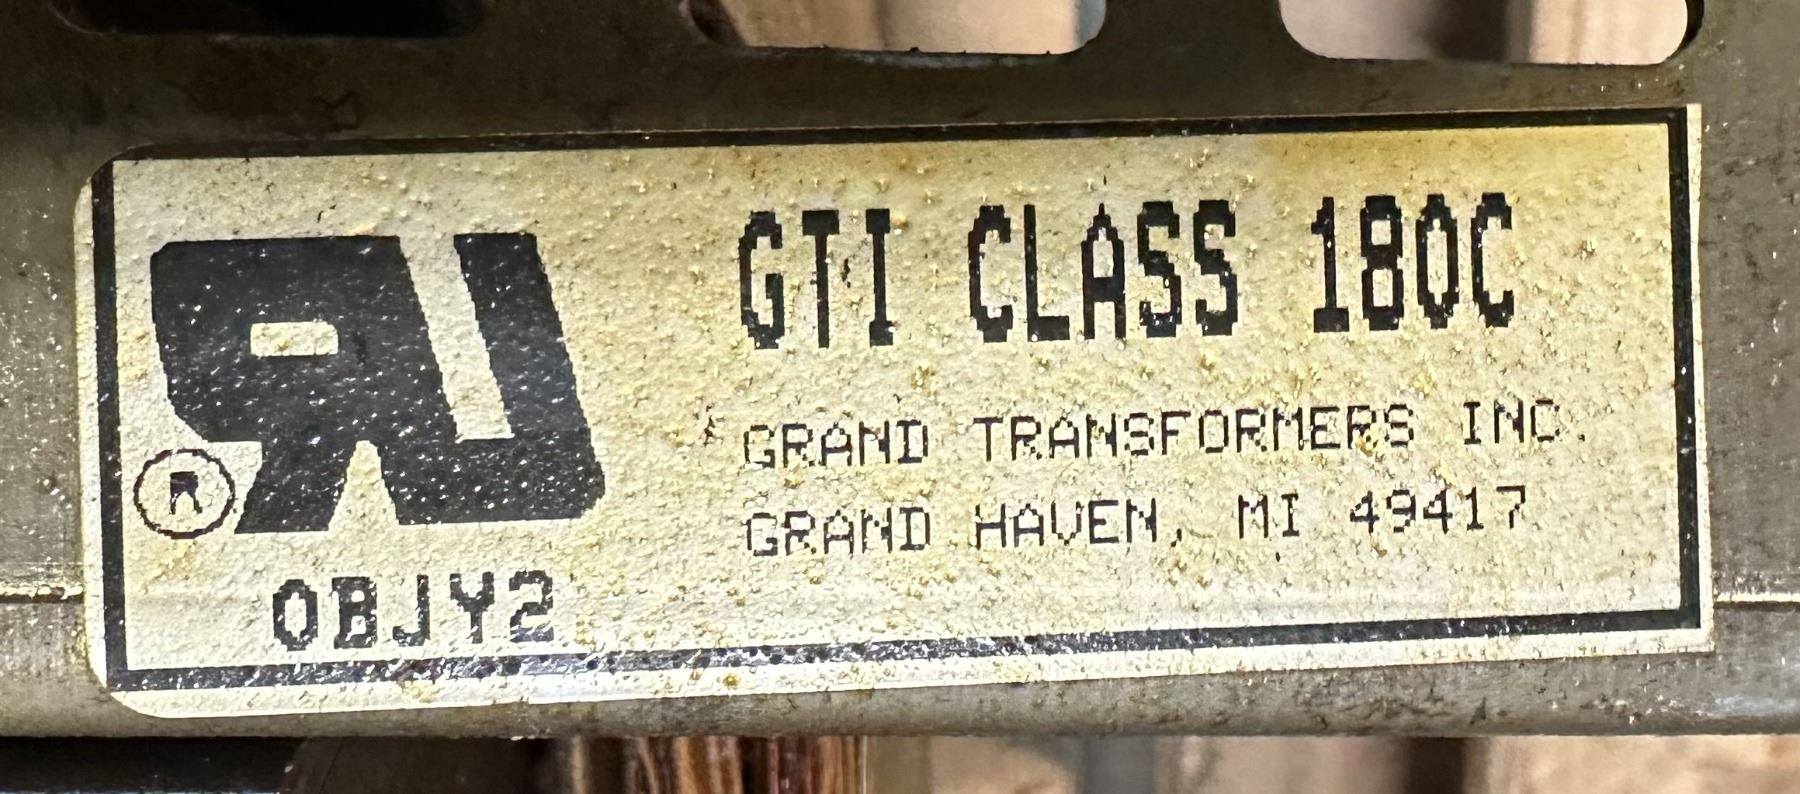 GTI CLASS 180C
GRAND TRANSFORMERS INC.
GRAND HAVEN, MI 49417
®
OBJY2